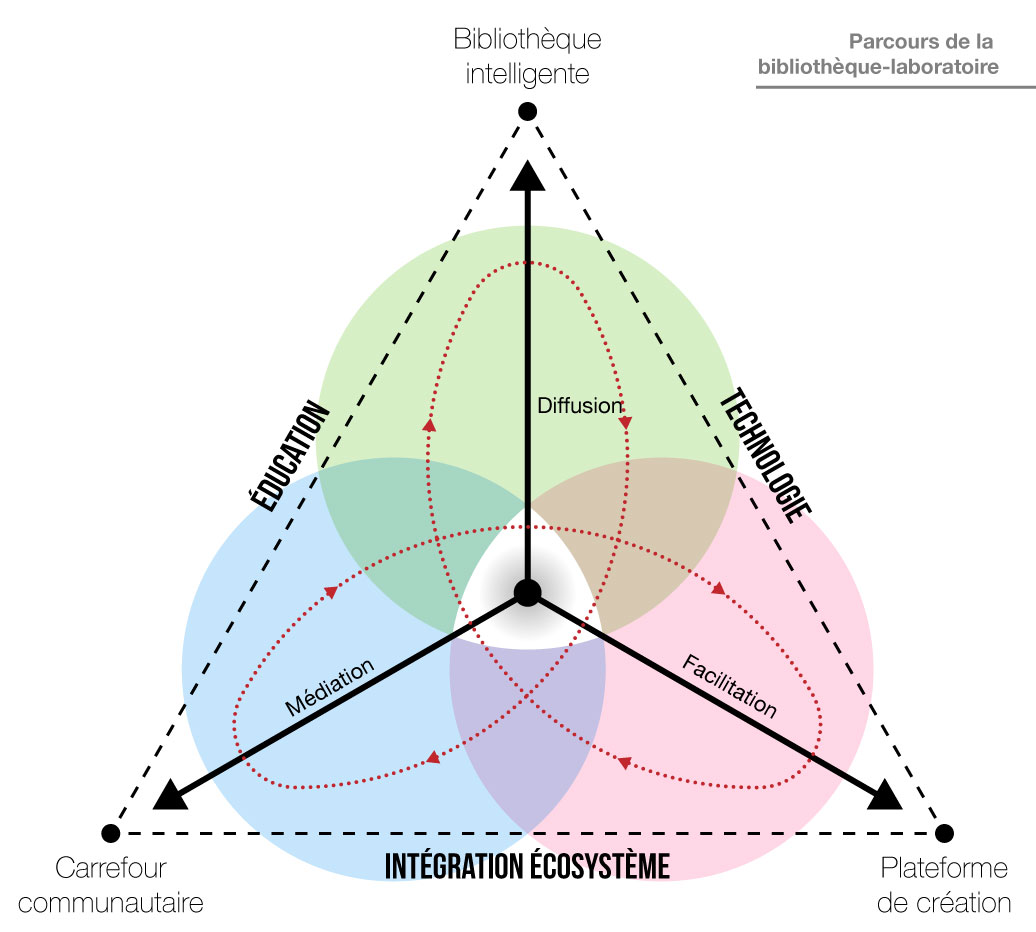 Bibliothèque
intelligente
Parcours de la
bibliothèque-laboratoire
Diffusion
ÉDUCATION
TECHNOLOGIE
Médiation
Facilitation
Carrefour
communautaire
INTÉGRATION ÉCOSYSTÈME
Plateforme
de création